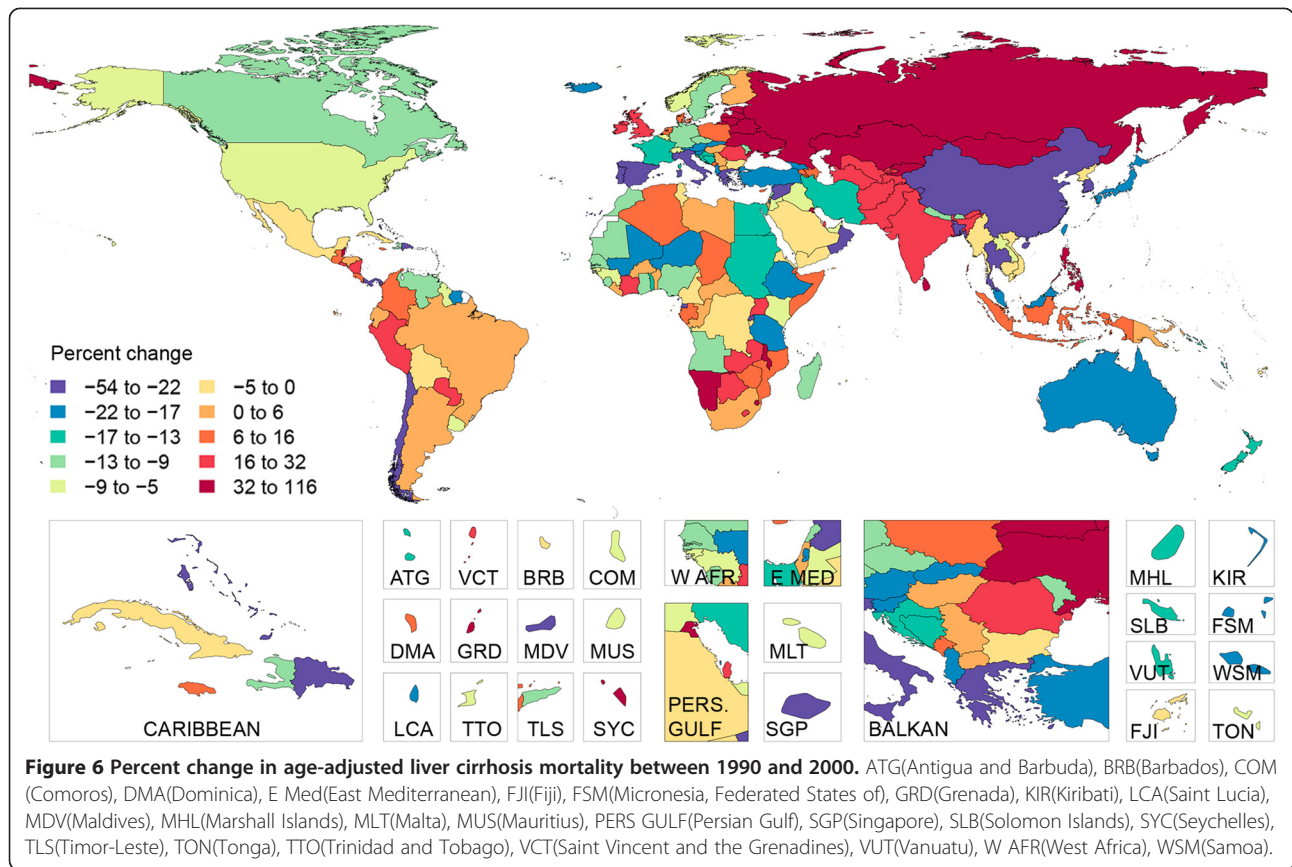 Percent change
−54 to −22
−22 to −17
−17 to −13
−13 to −9
−9 to −5
−5 to 0
0 to 6
6 to 16
16 to 32
32 to 116
CARIBBEAN
ATG
VCT
BRB
COM
DMA
GRD
MDV
MUS
LCA
TTO
TLS
SYC
W AFR
E MED
PERS.
GULF
MLT
SGP
BALKAN
MHL
KIR
SLB
FSM
VUT
WSM
FJI
TON
Figure 6 Percent change in age-adjusted liver cirrhosis mortality between 1990 and 2000. ATG(Antigua and Barbuda), BRB(Barbados), COM
(Comoros), DMA(Dominica), E Med(East Mediterranean), FJI(Fiji), FSM(Micronesia, Federated States of), GRD(Grenada), KIR(Kiribati), LCA(Saint Lucia),
MDV(Maldives), MHL(Marshall Islands), MLT(Malta), MUS(Mauritius), PERS GULF(Persian Gulf), SGP(Singapore), SLB(Solomon Islands), SYC(Seychelles),
TLS(Timor-Leste), TON(Tonga), TTO(Trinidad and Tobago), VCT(Saint Vincent and the Grenadines), VUT(Vanuatu), W AFR(West Africa), WSM(Samoa).